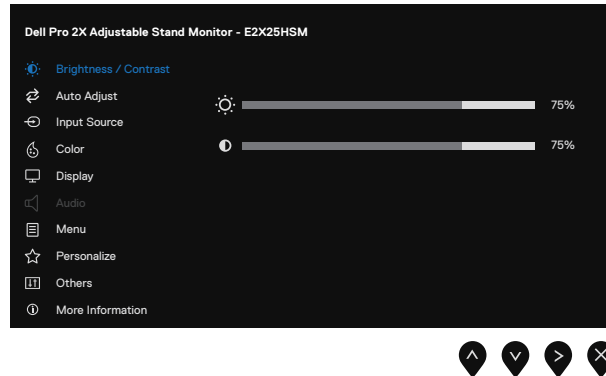 Dell Pro 2X Adjustable Stand Monitor - E2X25HSM
Brightness / Contrast
Auto Adjust
75%
Input Source
Color
75%
Display
Audio
Menu
Personalize
Others
More Information